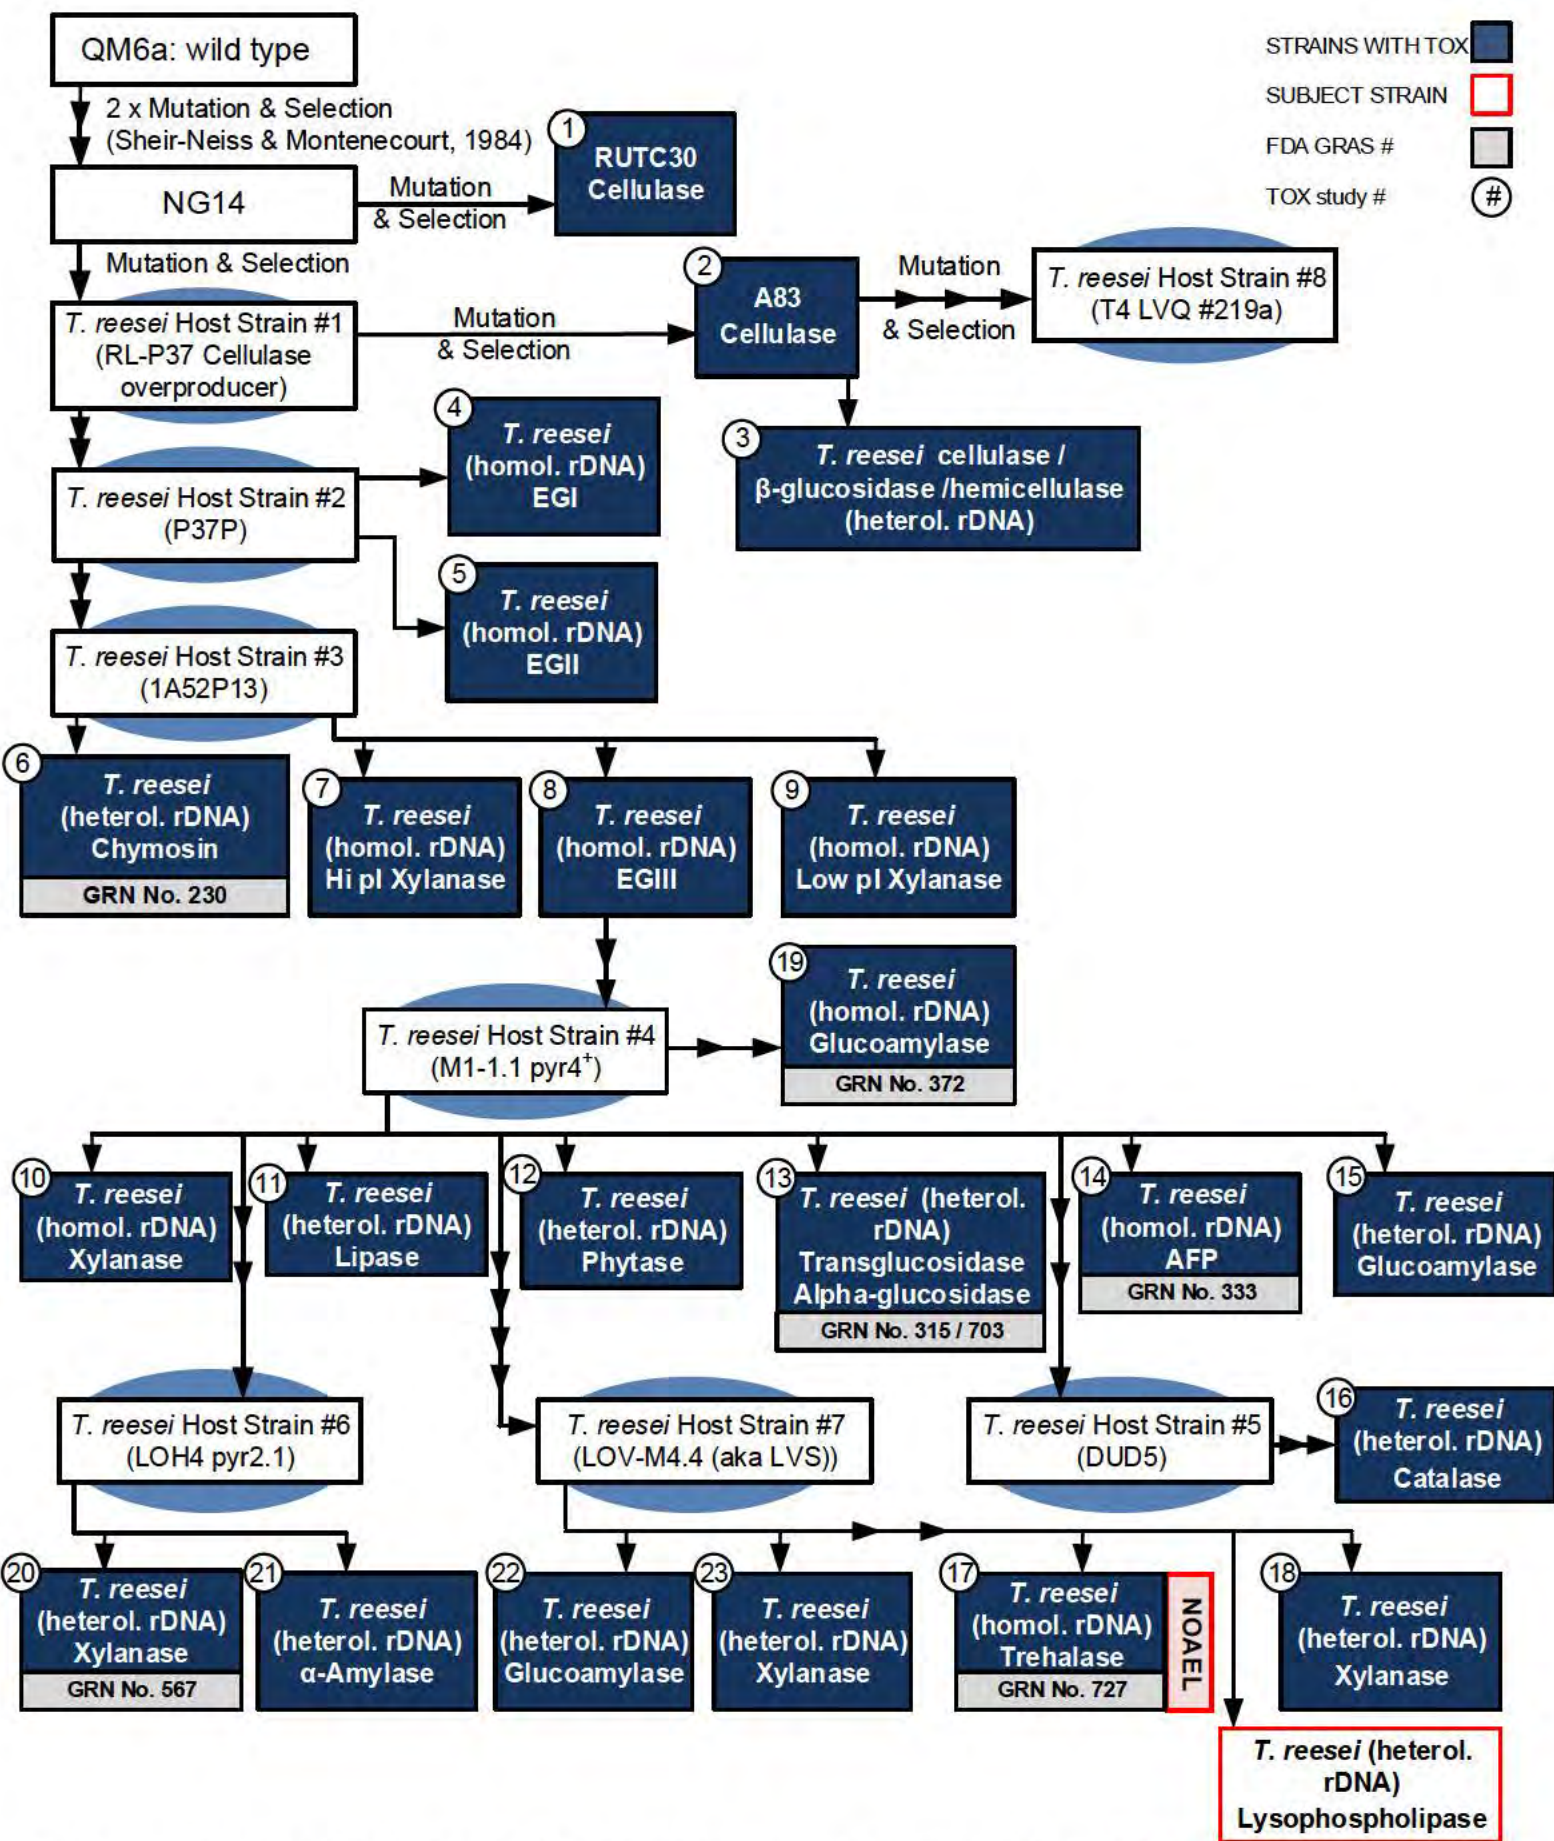 QM6a: wild type
2 x Mutation & Selection
(Sheir-Neiss & Montenecourt, 1984)
STRAINS WITH TOX
SUBJECT STRAIN
FDA GRAS #
TOX study #
#
NG14
Mutation
& Selection
1
RUTC30
Cellulase
Mutation & Selection
T. reesei Host Strain #1
(RL-P37 Cellulase
overproducer)
Mutation
& Selection
2
A83
Cellulase
Mutation
& Selection
T. reesei Host Strain #8
(T4 LVQ #219a)
3
T. reesei cellulase /
β-glucosidase /hemicellulase
(heterol. rDNA)
T. reesei Host Strain #2
(P37P)
4
T. reesei
(homol. rDNA)
EGI
5
T. reesei
(homol. rDNA)
EGII
T. reesei Host Strain #3
(1A52P13)
6
T. reesei
(heterol. rDNA)
Chymosin
GRN No. 230
7
T. reesei
(homol. rDNA)
Hi pI Xylanase
8
T. reesei
(homol. rDNA)
EGIII
9
T. reesei
(homol. rDNA)
Low pI Xylanase
T. reesei Host Strain #4
(M1-1.1 pyr4+)
19
T. reesei
(homol. rDNA)
Glucoamylase
GRN No. 372
10
T. reesei
(homol. rDNA)
Xylanase
11
T. reesei
(heterol. rDNA)
Lipase
12
T. reesei
(heterol. rDNA)
Phytase
13
T. reesei (heterol.
rDNA)
Transglucosidase
Alpha-glucosidase
GRN No. 315 / 703
14
T. reesei
(homol. rDNA)
AFP
GRN No. 333
15
T. reesei
(heterol. rDNA)
Glucoamylase
T. reesei Host Strain #6
(LOH4 pyr2.1)
T. reesei Host Strain #7
(LOV-M4.4 (aka LVS))
T. reesei Host Strain #5
(DUD5)
16
T. reesei
(heterol. rDNA)
Catalase
20
T. reesei
(heterol. rDNA)
Xylanase
GRN No. 567
21
T. reesei
(heterol. rDNA)
α-Amylase
22
T. reesei
(heterol. rDNA)
Glucoamylase
23
T. reesei
(heterol. rDNA)
Xylanase
17
T. reesei
(homol. rDNA)
Trehalase
GRN No. 727
NOAEL
18
T. reesei
(heterol. rDNA)
Xylanase
T. reesei (heterol.
rDNA)
Lysophospholipase